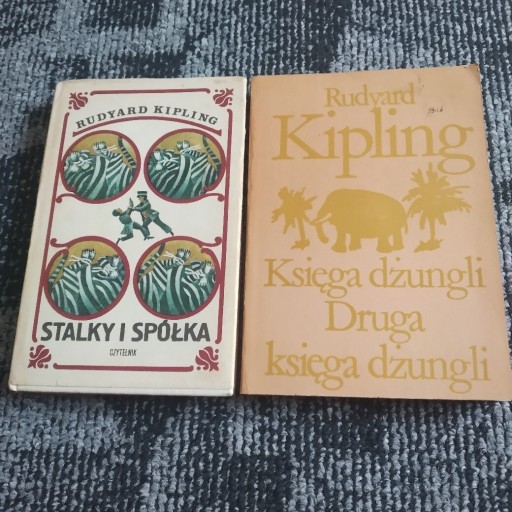 RUDYARD KIPLING
STALKY I SPÓŁKA
CZYTELNIK
Rudyard
Kipling
Księga dżungli
Druga
księga dżungli